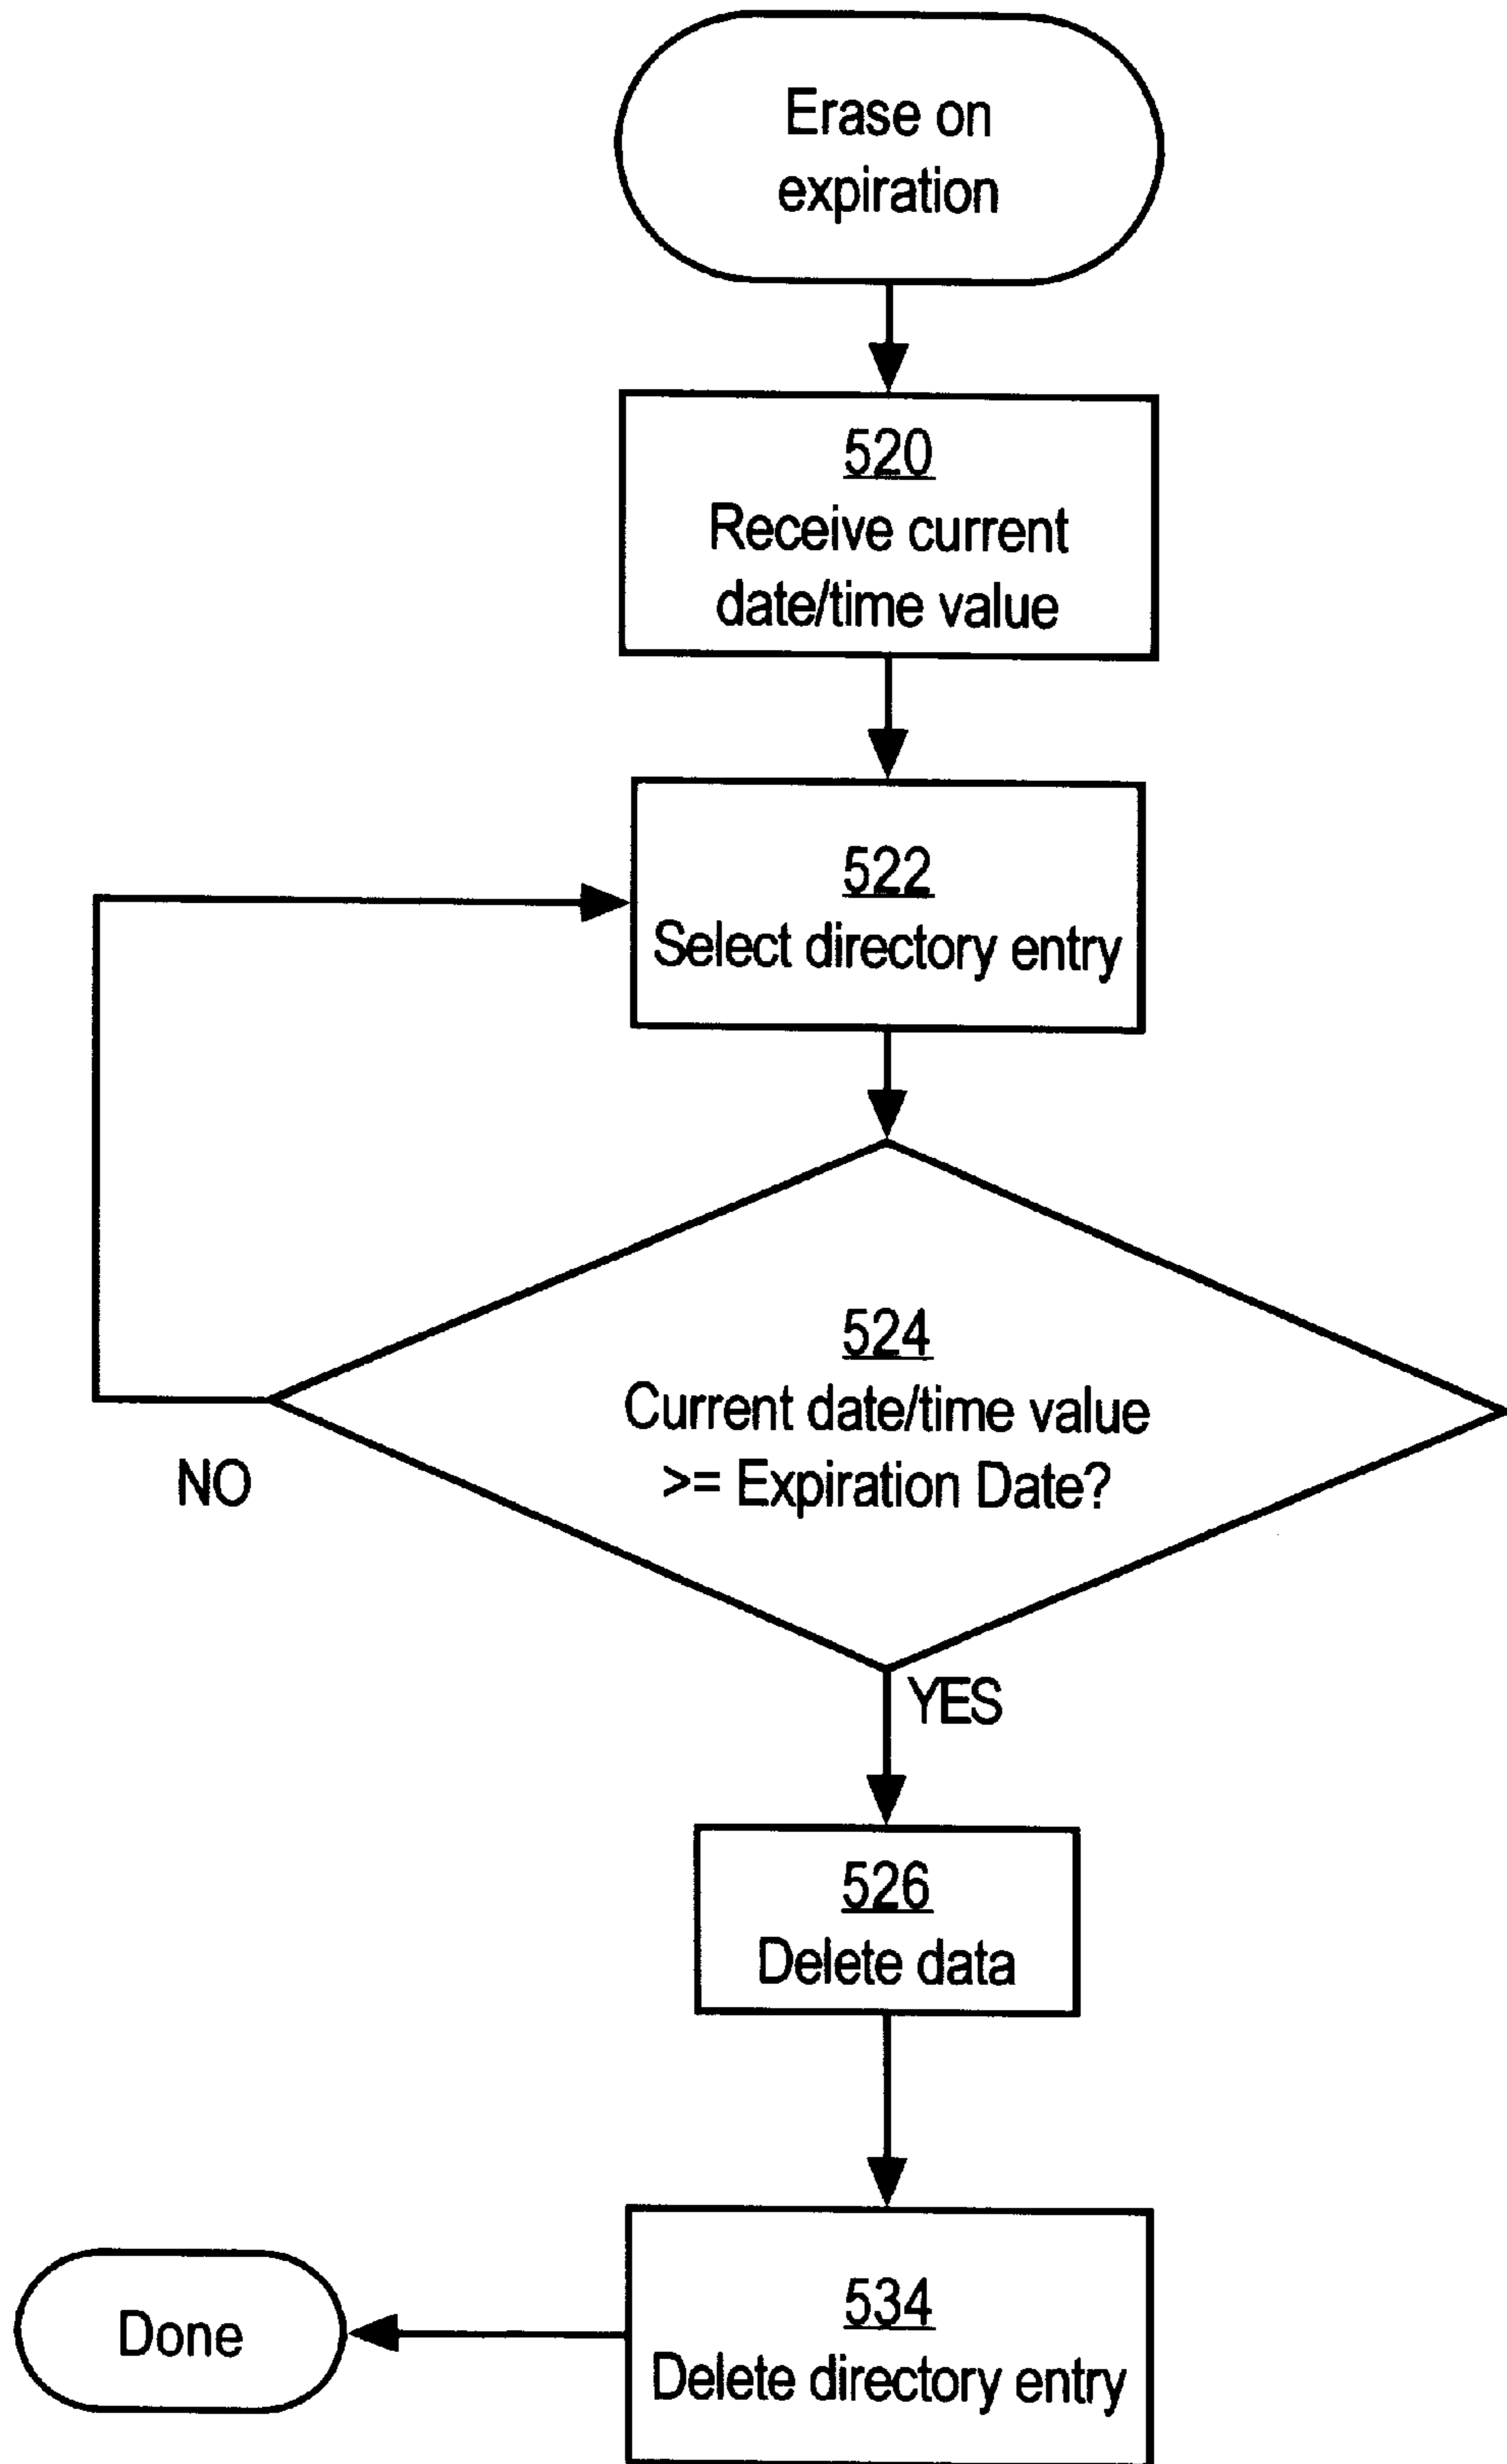 Erase on
expiration
520
Receive current
date/time value
522
Select directory entry
524
Current date/time value
>= Expiration Date?
NO
YES
526
Delete data
534
Delete directory entry
Done